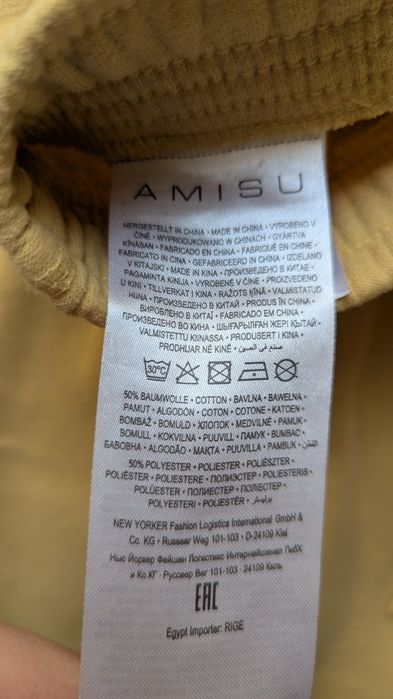 AMISU
HERGESTELLT IN CHINA • MADE IN CHINA • VYROBENO V
ČÍNĚ • WYPRODUKOWANO W CHINACH • GYÁRTVA
KÍNÁBAN • FABRICADO EN CHINA • FABRIQUÉ EN CHINE •
FABRICATO IN CINA • GEFABRICEERD IN CHINA • IZDELANO
V KITAJSKI • MADE IN KINA • ПРОИЗВЕДЕНО В КИТАЕ •
PAGAMINTA KINIJA • VYROBENÉ V ČÍNE • PROIZVEDENO
U KINI • TILLVERKAT I KINA • RAŽOTS ĶĪNĀ • VALMISTATUD
HIINA • ПРОИЗВЕДЕНО В КИТАЙ • PRODUS ÎN CHINA •
ВИРОБЛЕНО В КИТАЇ • FABRICADO EM CHINA •
ПРОИЗВЕДЕНО ВО КИНА • ШЫҒАРЫЛҒАН ЖЕРІ ҚЫТАЙ •
VALMISTETTU KIINASSA • PRODUSERT I KINA •
PRODHUAR NË KINË • صنع في الصين •
30°C
50% BAUMWOLLE • COTTON • BAVLNA • BAWEŁNA •
PAMUT • ALGODÓN • COTON • COTONE • KATOEN •
BOMBAŽ • BOMULD • ХЛОПОК • MEDVILNĖ • PAMUK •
BOMULL • KOKVILNA • PUUVILL • ПАМУК • BUMBAC •
БАВОВНА • ALGODÃO • МАҚТА • PUUVILLA • PAMBUK • القطن •
50% POLYESTER • POLIESTER • POLIÉSZTER •
POLIÉSTER • POLIESTERE • ПОЛИЭСТЕР • POLIESTERIS •
POLÜESTER • ПОЛИЕСТЕР • ПОЛІЕСТЕР •
POLYESTERI • POLIESTËR • بوليستر •
NEW YORKER Fashion Logistics International GmbH &
Co. KG • Russeer Weg 101-103 • D-24109 Kiel
Нью Йоркер Фейшен Логистикс Интернейшенал ГмбХ
и Ко.КГ • Руссеер Вег 101-103 • 24109 Киль
EAC
Egypt Importer: RIGE